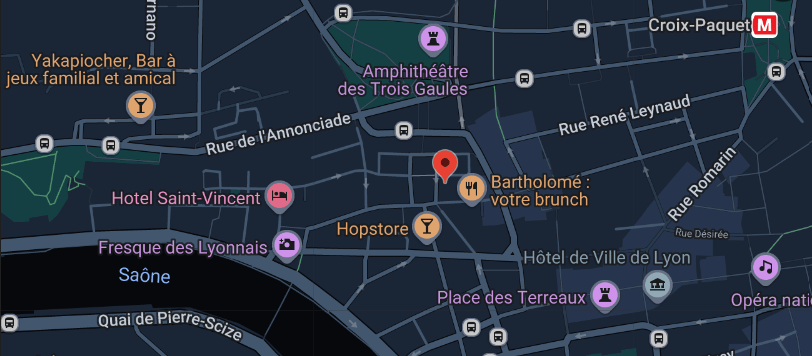 rnano
Croix-Paquet
M
Yakapiocher, Bar à
jeux familial et amical
Amphithéâtre
des Trois Gaules
Rue de l'Annonciade
Rue René Leynaud
Rue Romarin
Hotel Saint-Vincent
Bartholomé :
votre brunch
Hopstore
Rue Désirée
Fresque des Lyonnais
Hôtel de Ville de Lyon
Saône
Place des Terreaux
Opéra nati
Quai de Pierre-Scize